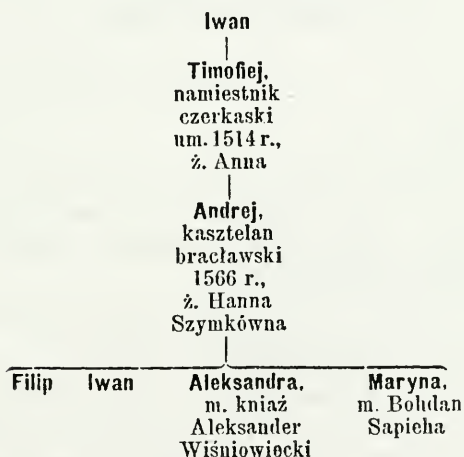 Iwan
Timofiej,
namiestnik
czerkaski
um. 1514 r.,
ż. Anna
Andrej,
kasztelan
bracławski
1566 r.,
ż. Hanna
Szymkówna
Filip Iwan Aleksandra, Maryna,
m. kniaź m. Bohdan
Aleksander Sapieha
Wiśniowiecki